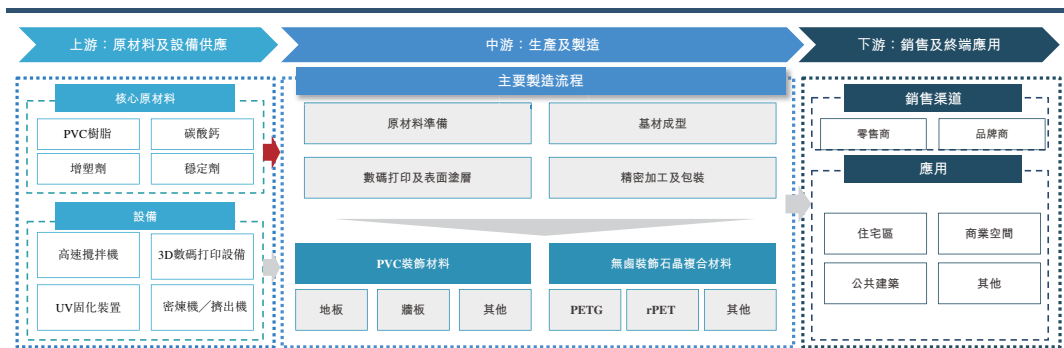 上游：原材料及設備供應
中游：生產及製造
下游：銷售及終端應用
核心原材料
PVC樹脂
碳酸鈣
增塑劑
穩定劑
設備
高速攪拌機
3D數碼打印設備
UV固化裝置
密煉機／擠出機
主要製造流程
原材料準備
基材成型
數碼打印及表面塗層
精密加工及包裝
PVC裝飾材料
無鹵裝飾石晶複合材料
地板
牆板
其他
PETG
rPET
其他
銷售渠道
零售商
品牌商
應用
住宅區
商業空間
公共建築
其他